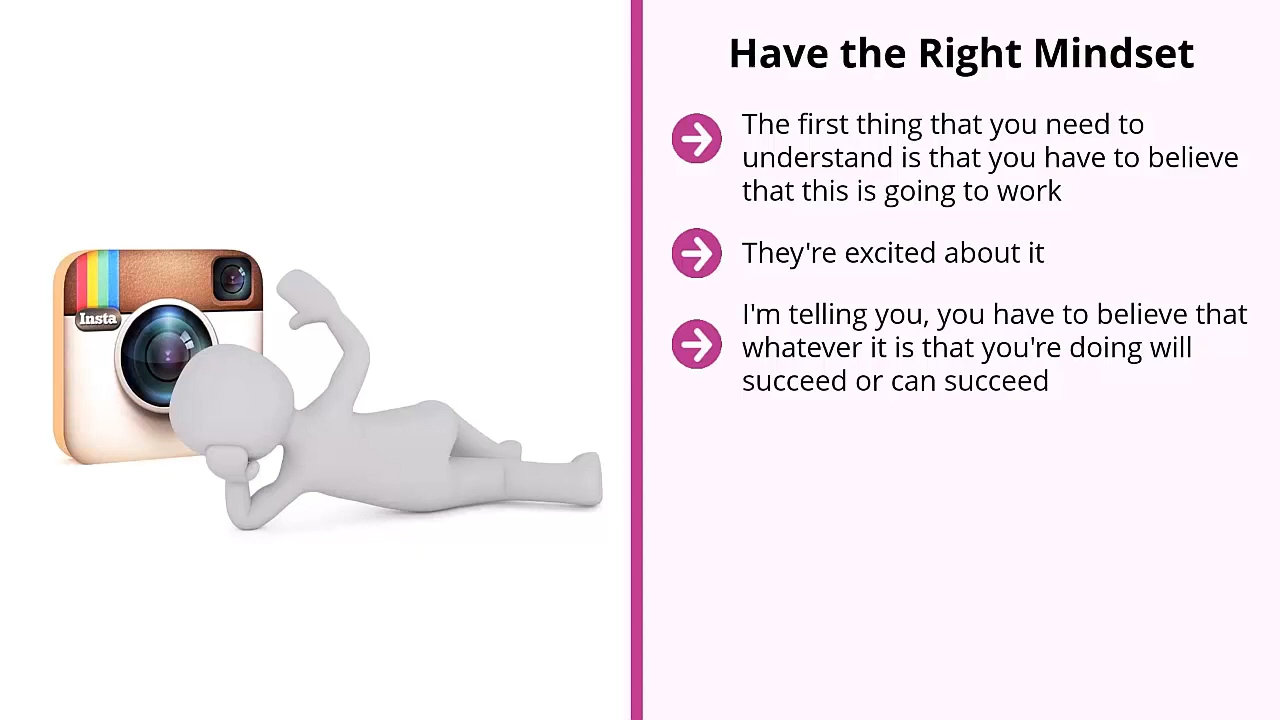 Have the Right Mindset
The first thing that you need to
understand is that you have to believe
that this is going to work
They're excited about it
I'm telling you, you have to believe that
whatever it is that you're doing will
succeed or can succeed
Insta